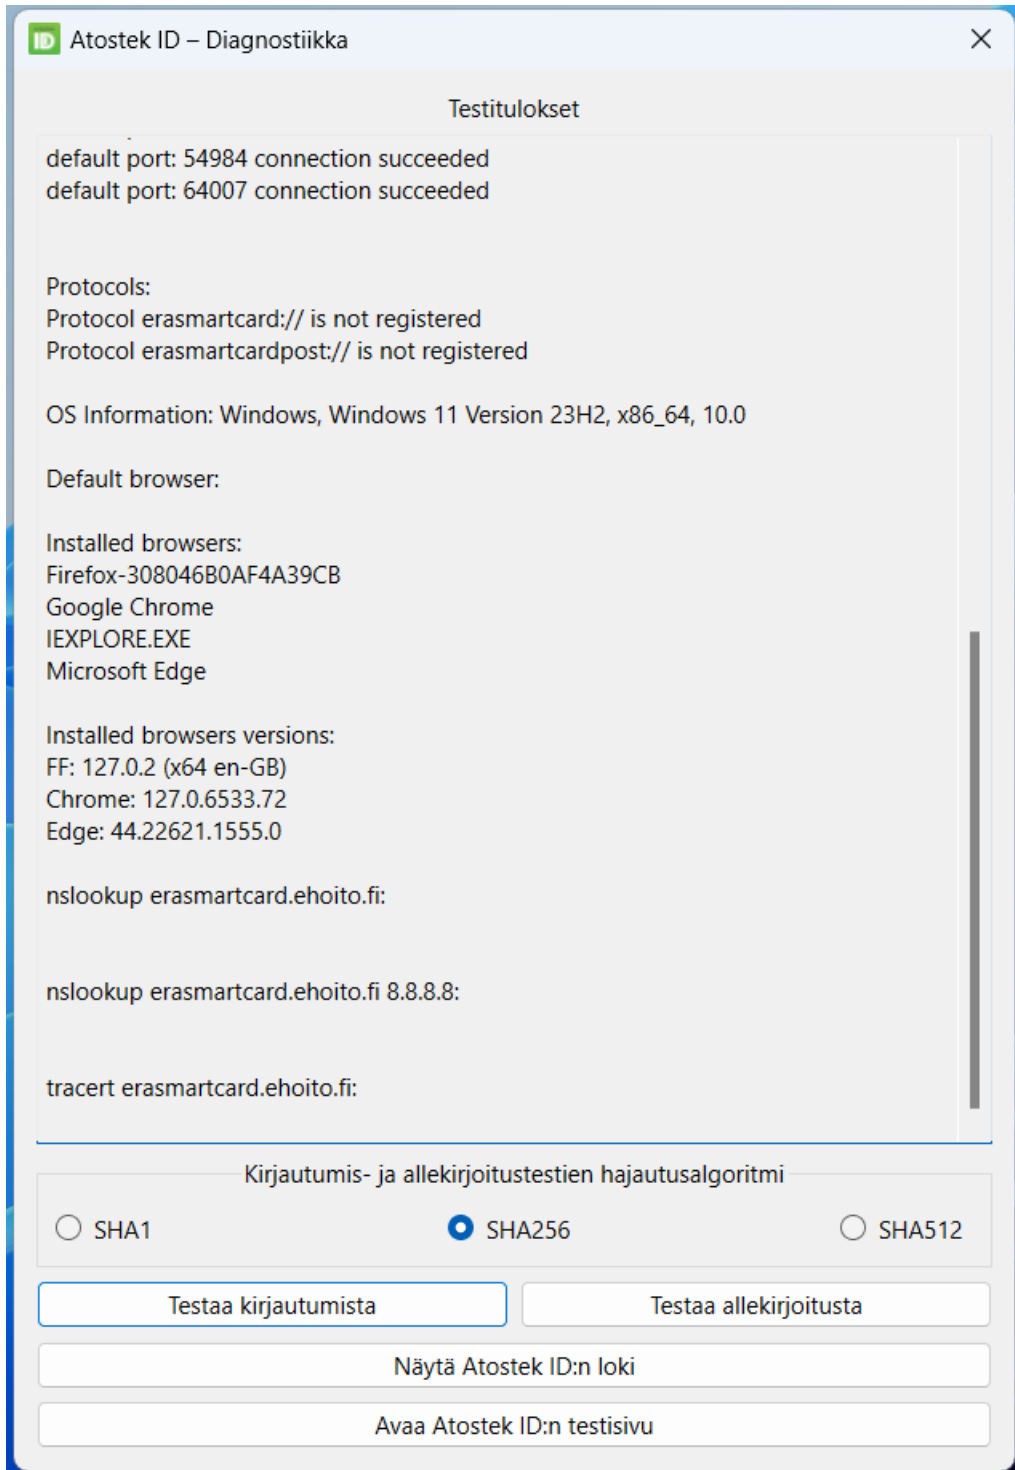 ID Atostek ID – Diagnostiikka
Testitulokset
default port: 54984 connection succeeded
default port: 64007 connection succeeded
Protocols:
Protocol erasmartcard:// is not registered
Protocol erasmartcardpost:// is not registered
OS Information: Windows, Windows 11 Version 23H2, x86_64, 10.0
Default browser:
Installed browsers:
Firefox-308046B0AF4A39CB
Google Chrome
IEXPLORE.EXE
Microsoft Edge
Installed browsers versions:
FF: 127.0.2 (x64 en-GB)
Chrome: 127.0.6533.72
Edge: 44.22621.1555.0
nslookup erasmartcard.ehoito.fi:
nslookup erasmartcard.ehoito.fi 8.8.8.8:
tracert erasmartcard.ehoito.fi:
Kirjautumis- ja allekirjoitustestien hajautusalgoritmi
SHA1 SHA256 SHA512
Testaa kirjautumista Testaa allekirjoitusta
Näytä Atostek ID:n loki
Avaa Atostek ID:n testisivu